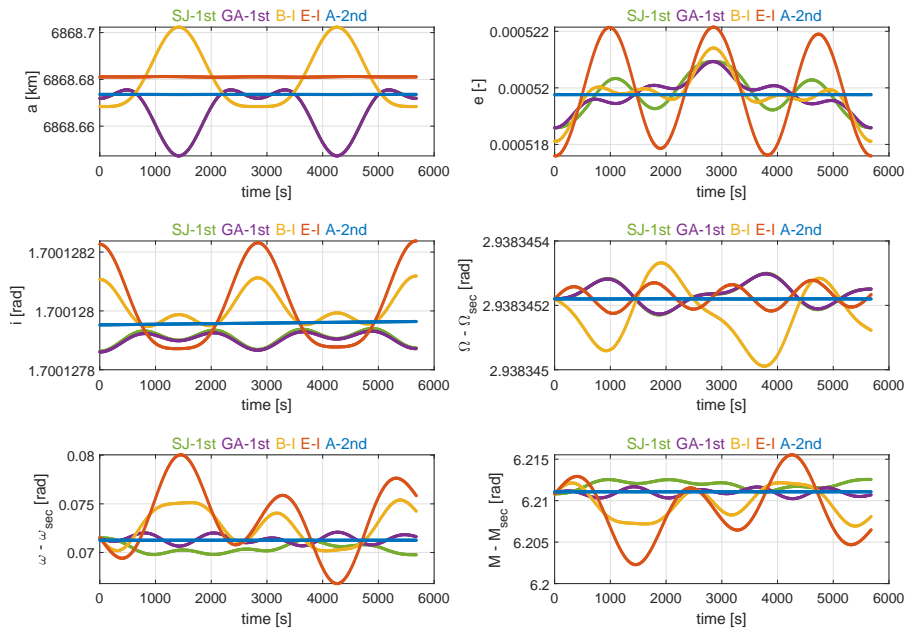 SJ-1st GA-1st B-I E-I A-2nd
a [km]
6868.7
6868.68
6868.66
0 1000 2000 3000 4000 5000 6000
time [s]
SJ-1st GA-1st B-I E-I A-2nd
e [-]
0.000522
0.00052
0.000518
0 1000 2000 3000 4000 5000 6000
time [s]
SJ-1st GA-1st B-I E-I A-2nd
i [rad]
1.7001282
1.700128
1.7001278
0 1000 2000 3000 4000 5000 6000
time [s]
SJ-1st GA-1st B-I E-I A-2nd
Ω - Ωsec [rad]
2.9383454
2.9383452
2.938345
0 1000 2000 3000 4000 5000 6000
time [s]
SJ-1st GA-1st B-I E-I A-2nd
ω - ωsec [rad]
0.08
0.075
0.07
0 1000 2000 3000 4000 5000 6000
time [s]
SJ-1st GA-1st B-I E-I A-2nd
M - Msec [rad]
6.215
6.21
6.205
6.2
0 1000 2000 3000 4000 5000 6000
time [s]